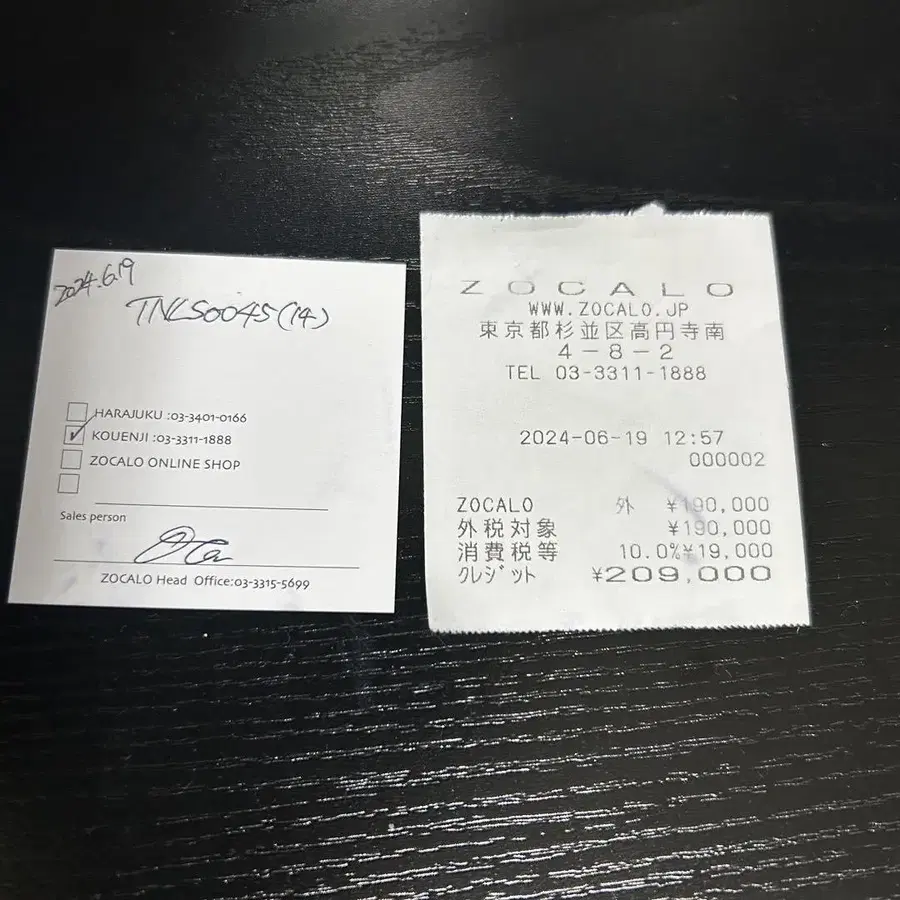 2024.6.19
TNLS0045(14)
HARAJUKU :03-3401-0166
KOUENJI :03-3311-1888
ZOCALO ONLINE SHOP
Sales person
ZOCALO Head Office:03-3315-5699
ZOCALO
WWW.ZOCALO.JP
東京都杉並区高円寺南
4-8-2
TEL 03-3311-1888
2024-06-19 12:57
000002
ZOCALO 外 ¥190,000
外税対象 ¥190,000
消費税等 10.0%¥19,000
クレジット ¥209,000